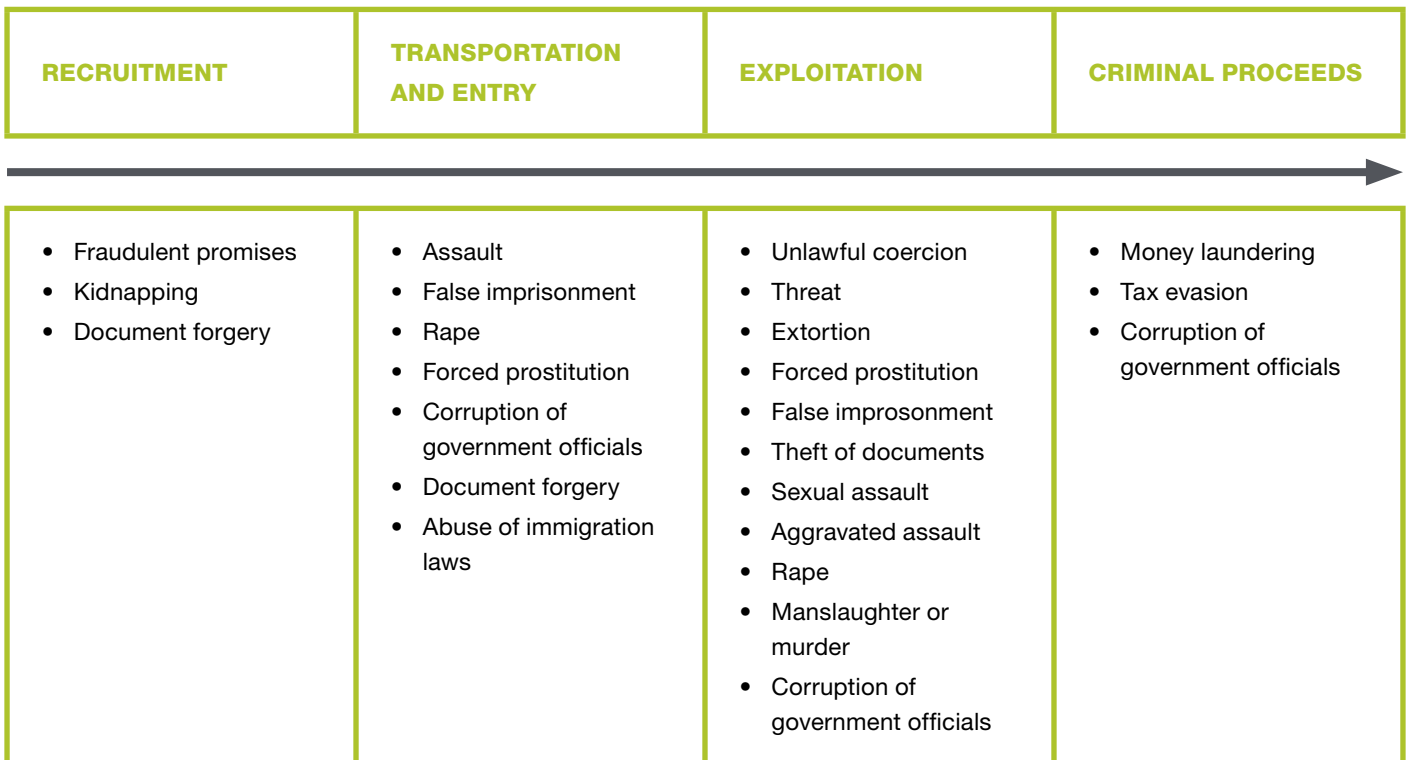 RECRUITMENT
TRANSPORTATION
AND ENTRY
EXPLOITATION
CRIMINAL PROCEEDS
• Fraudulent promises
• Kidnapping
• Document forgery
• Assault
• False imprisonment
• Rape
• Forced prostitution
• Corruption of
government officials
• Document forgery
• Abuse of immigration
laws
• Unlawful coercion
• Threat
• Extortion
• Forced prostitution
• False improsonment
• Theft of documents
• Sexual assault
• Aggravated assault
• Rape
• Manslaughter or
murder
• Corruption of
government officials
• Money laundering
• Tax evasion
• Corruption of
government officials